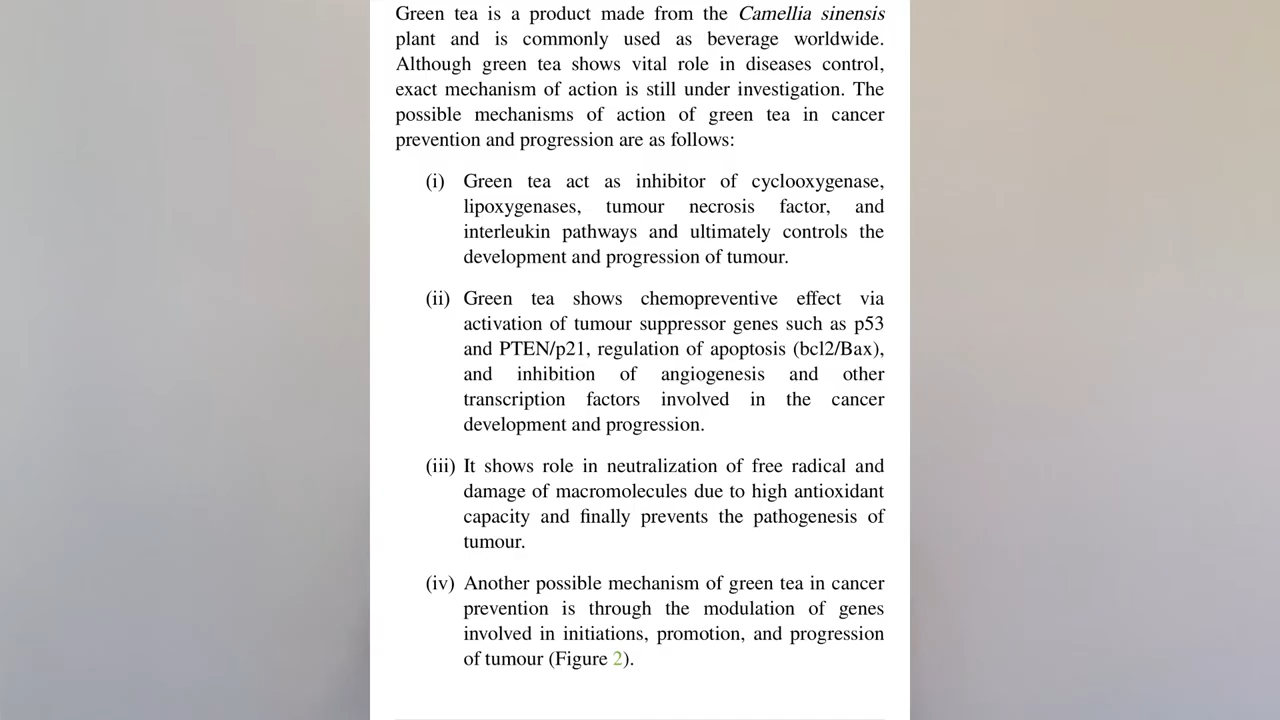 Green tea is a product made from the Camellia sinensis
plant and is commonly used as beverage worldwide.
Although green tea shows vital role in diseases control,
exact mechanism of action is still under investigation. The
possible mechanisms of action of green tea in cancer
prevention and progression are as follows:
(i) Green tea act as inhibitor of cyclooxygenase,
lipoxygenases, tumour necrosis factor, and
interleukin pathways and ultimately controls the
development and progression of tumour.
(ii) Green tea shows chemopreventive effect via
activation of tumour suppressor genes such as p53
and PTEN/p21, regulation of apoptosis (bcl2/Bax),
and inhibition of angiogenesis and other
transcription factors involved in the cancer
development and progression.
(iii) It shows role in neutralization of free radical and
damage of macromolecules due to high antioxidant
capacity and finally prevents the pathogenesis of
tumour.
(iv) Another possible mechanism of green tea in cancer
prevention is through the modulation of genes
involved in initiations, promotion, and progression
of tumour (Figure 2).